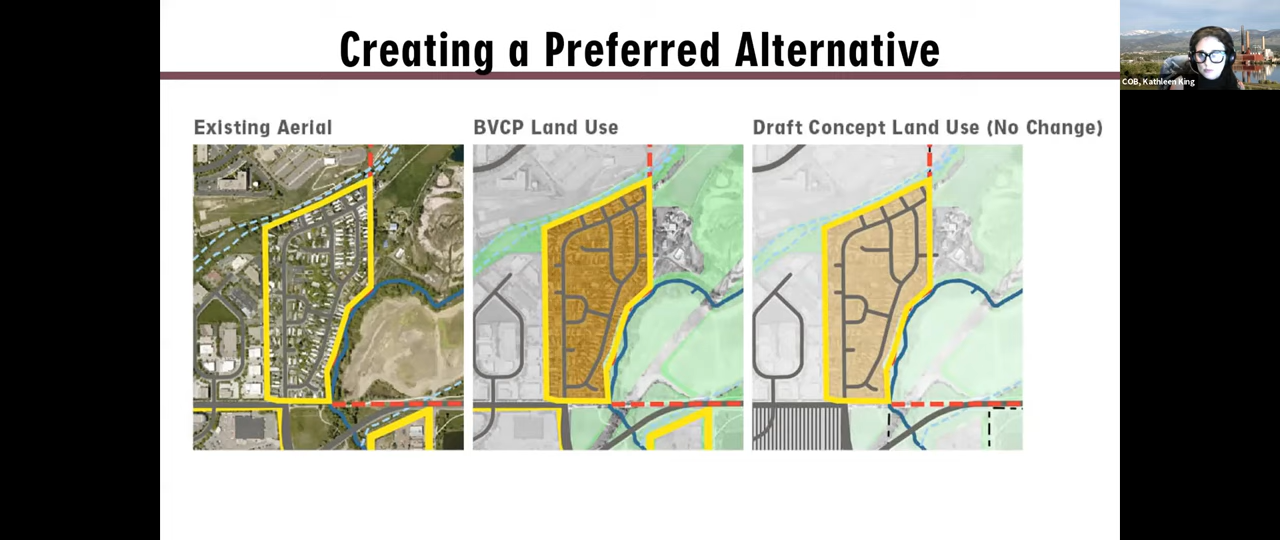 Creating a Preferred Alternative
COB, Kathleen King
Existing Aerial
BVCP Land Use
Draft Concept Land Use (No Change)